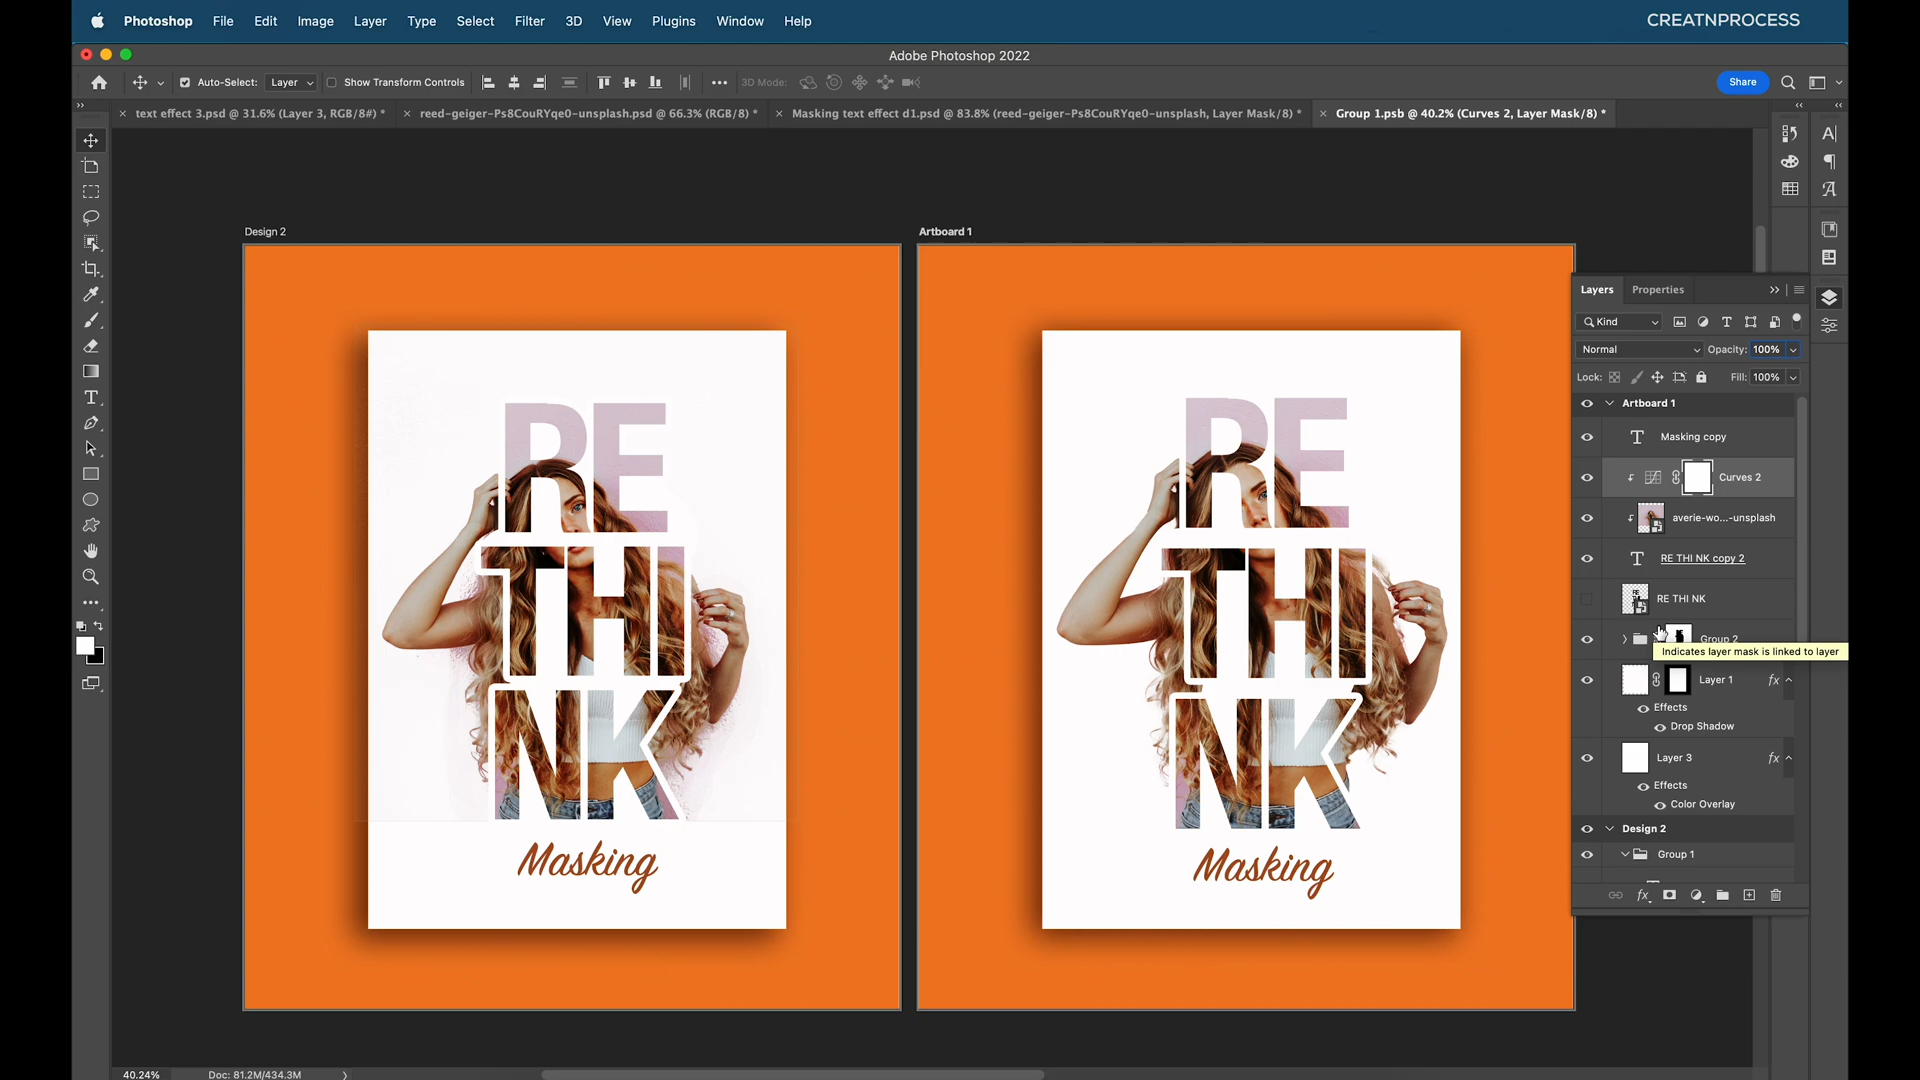 Photoshop File Edit Image Layer Type Select Filter 3D View Plugins Window Help
CREATNPROCESS
Adobe Photoshop 2022
Auto-Select: Layer Show Transform Controls 3D Mode: Share
text effect 3.psd @ 31.6% (Layer 3, RGB/8#) *
reed-geiger-Ps8CouRYqe0-unsplash.psd @ 66.3% (RGB/8) *
Masking text effect d1.psd @ 83.8% (reed-geiger-Ps8CouRYqe0-unsplash, Layer Mask/8) *
Group 1.psb @ 40.2% (Curves 2, Layer Mask/8) *
Design 2
RE
THI
NK
Masking
Artboard 1
RE
THI
NK
Masking
Layers Properties
Kind
Normal Opacity: 100%
Lock: Fill: 100%
Artboard 1
Masking copy
Curves 2
averie-wo...-unsplash
RE THI NK copy 2
RE THI NK
Group 2
Indicates layer mask is linked to layer
Layer 1 fx
Effects
Drop Shadow
Layer 3 fx
Effects
Color Overlay
Design 2
Group 1
fx
40.24% Doc: 81.2M/434.3M